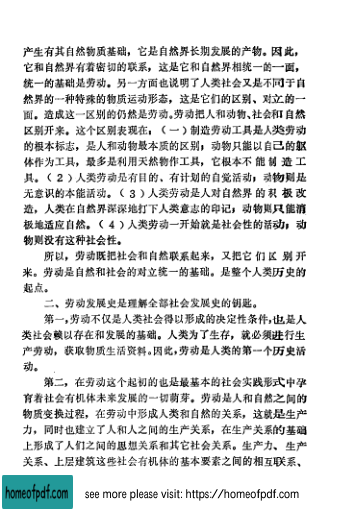 产生有其自然物质基础，它是自然界长期发展的产物。因此，
它和自然界有着密切的联系，这是它和自然界相统一的一面，
统一的基础是劳动。另一方面也说明了人类社会又是不同于自
然界的一种特殊的物质运动形态，这是它们的区别、对立的一
面。造成这一区别的仍然是劳动。劳动把人和动物、社会和自然
区别开来。这个区别表现在：（一）制造劳动工具是人类劳动
的根本标志，是人和动物最本质的区别；动物只能以自己的躯
体作为工具，最多是利用天然物作工具，它根本不能制造工
具。（2）人类劳动是有目的、有计划的自觉活动；动物则是
无意识的本能活动。（3）人类劳动是人对自然界的积极改
造，人类在自然界深深地打下人类意志的印记；动物则只能消
极地适应自然。（4）人类劳动一开始就是社会性的活动；动
物则没有这种社会性。
所以，劳动既把社会和自然联系起来，又把它们区别开
来。劳动是自然和社会的对立统一的基础。是整个人类历史的
起点。
二、劳动发展史是理解全部社会发展史的钥匙。
第一，劳动不仅是人类社会得以形成的决定性条件，也是人
类社会赖以存在和发展的基础。人类为了生存，就必须进行生
产劳动，获取物质生活资料。因此，劳动是人类的第一个历史活
动。
第二，在劳动这个起初的也是最基本的社会实践形式中孕
育着社会有机体未来发展的一切萌芽。劳动是人和自然之间的
物质变换过程，在劳动中形成人类和自然的关系，这就是生产
力，同时也建立了人和人之间的生产关系，在生产关系的基础
上形成了人们之间的思想关系和其它社会关系。生产力、生产
关系、上层建筑这些社会有机体的基本要素之间的相互联系、
homeofpdf.com
see more please visit: https://homeofpdf.com